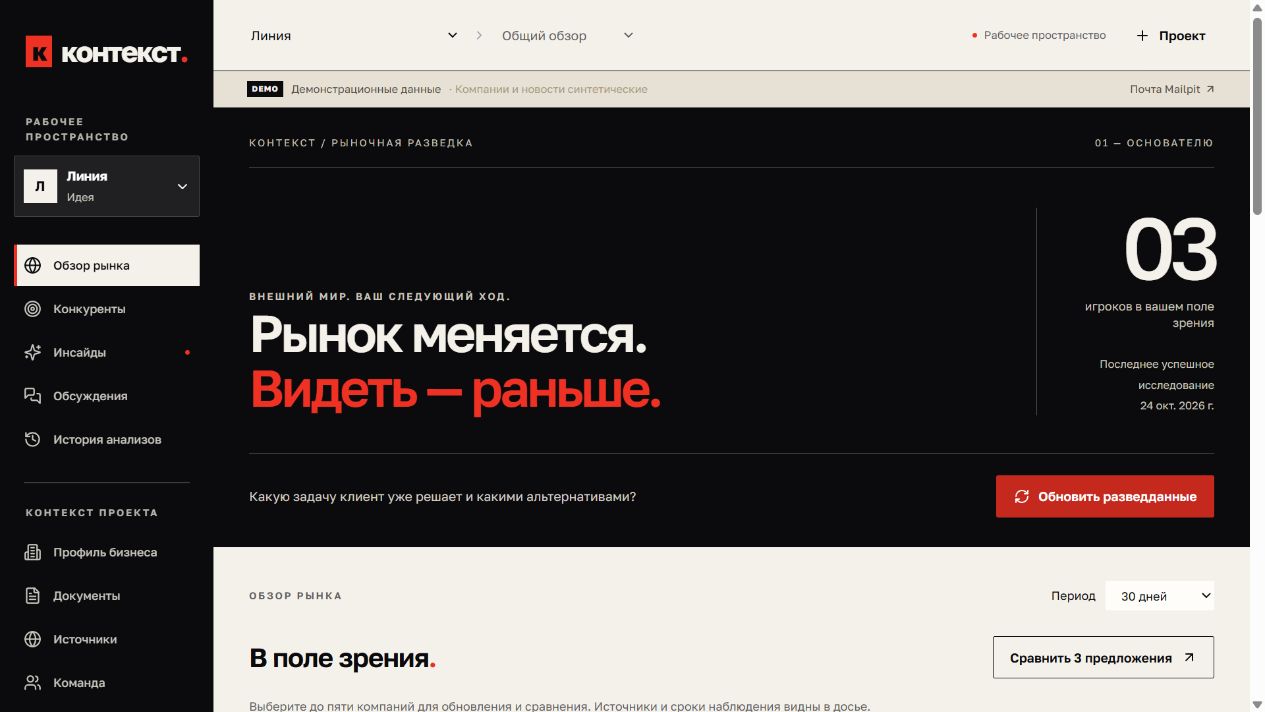 К контекст.
РАБОЧЕЕ
ПРОСТРАНСТВО
Л
Линия
Идея
Обзор рынка
Конкуренты
Инсайды
Обсуждения
История анализов
КОНТЕКСТ ПРОЕКТА
Профиль бизнеса
Документы
Источники
Команда
Линия
Общий обзор
Рабочее пространство
Проект
DEMO Демонстрационные данные · Компании и новости синтетические
Почта Mailpit
КОНТЕКСТ / РЫНОЧНАЯ РАЗВЕДКА
01 — ОСНОВАТЕЛЮ
ВНЕШНИЙ МИР. ВАШ СЛЕДУЮЩИЙ ХОД.
Рынок меняется.
Видеть — раньше.
03
игроков в вашем поле
зрения
Последнее успешное
исследование
24 окт. 2026 г.
Какую задачу клиент уже решает и какими альтернативами?
Обновить разведданные
ОБЗОР РЫНКА
Период 30 дней
В поле зрения.
Сравнить 3 предложения
Выберите до пяти компаний для обновления и сравнения. Источники и сроки наблюдения видны в досье.